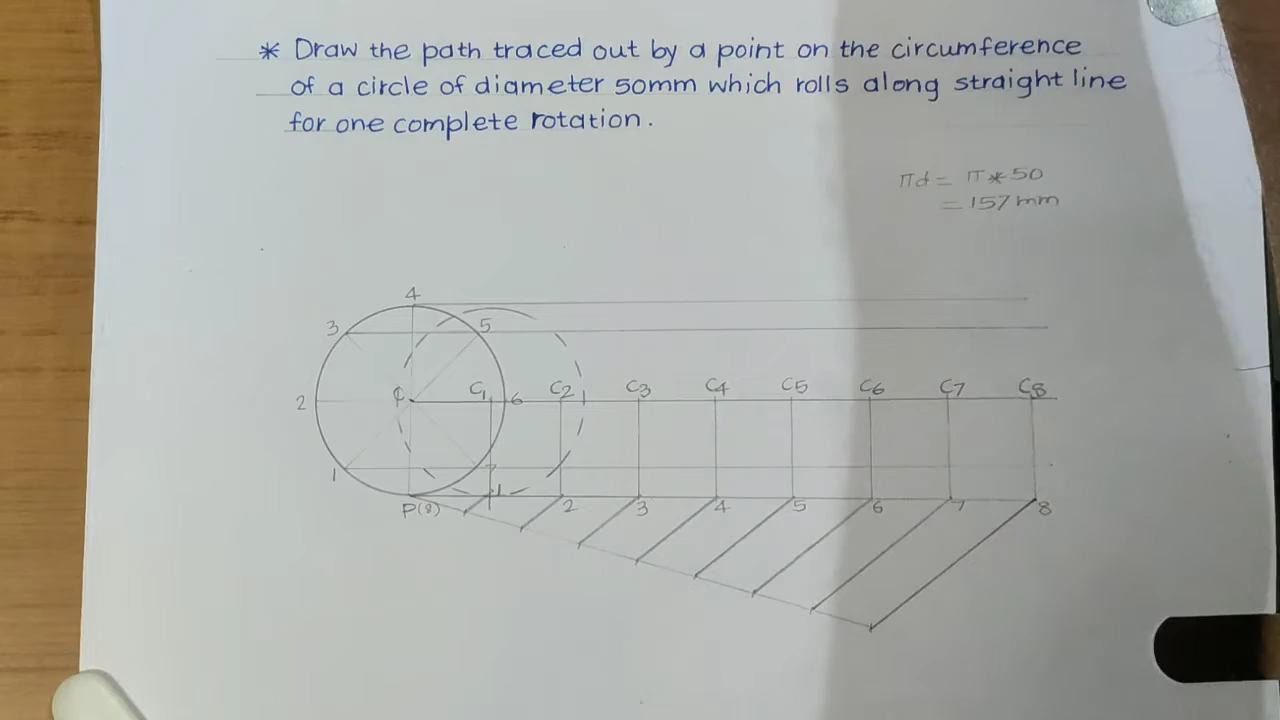 * Draw the path traced out by a point on the circumference
of a circle of diameter 50mm which rolls along straight line
for one complete rotation.
πd = π*50
= 157mm
4
3 5
2 C C1 6 C2 C3 C4 C5 C6 C7 C8
1 7
P(8) 1 2 3 4 5 6 7 8